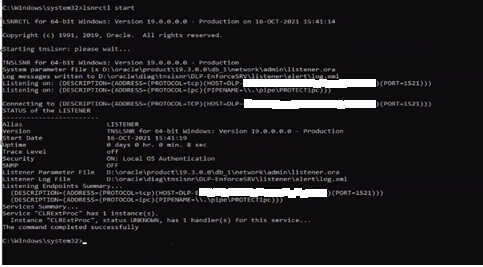 C:\Windows\system32>lsnrctl start
LSNRCTL for 64-bit Windows: Version 19.0.0.0.0 - Production on 16-OCT-2021 15:41:14
Copyright (c) 1991, 2019, Oracle.  All rights reserved.
Starting tnslsnr: please wait...
TNSLSNR for 64-bit Windows: Version 19.0.0.0.0 - Production
System parameter file is D:\oracle\product\19.3.0.0\db_1\network\admin\listener.ora
Log messages written to D:\oracle\diag\tnslsnr\DLP-EnforceSRV\listener\alert\log.xml
Listening on: (DESCRIPTION=(ADDRESS=(PROTOCOL=tcp)(HOST=DLP- )(PORT=1521)))
Listening on: (DESCRIPTION=(ADDRESS=(PROTOCOL=ipc)(PIPENAME=\\.\pipe\PROTECTipc)))
Connecting to (DESCRIPTION=(ADDRESS=(PROTOCOL=TCP)(HOST=DLP- )(PORT=1521)))
STATUS of the LISTENER
------------------------
Alias                     LISTENER
Version                   TNSLSNR for 64-bit Windows: Version 19.0.0.0.0 - Production
Start Date                16-OCT-2021 15:41:19
Uptime                    0 days 0 hr. 0 min. 8 sec
Trace Level               off
Security                  ON: Local OS Authentication
SNMP                      OFF
Listener Parameter File   D:\oracle\product\19.3.0.0\db_1\network\admin\listener.ora
Listener Log File         D:\oracle\diag\tnslsnr\DLP-EnforceSRV\listener\alert\log.xml
Listening Endpoints Summary...
  (DESCRIPTION=(ADDRESS=(PROTOCOL=tcp)(HOST=DLP-E )(PORT=1521)))
  (DESCRIPTION=(ADDRESS=(PROTOCOL=ipc)(PIPENAME=\\.\pipe\PROTECTipc)))
Services Summary...
Service "CLRExtProc" has 1 instance(s).
  Instance "CLRExtProc", status UNKNOWN, has 1 handler(s) for this service...
The command completed successfully
C:\Windows\system32>